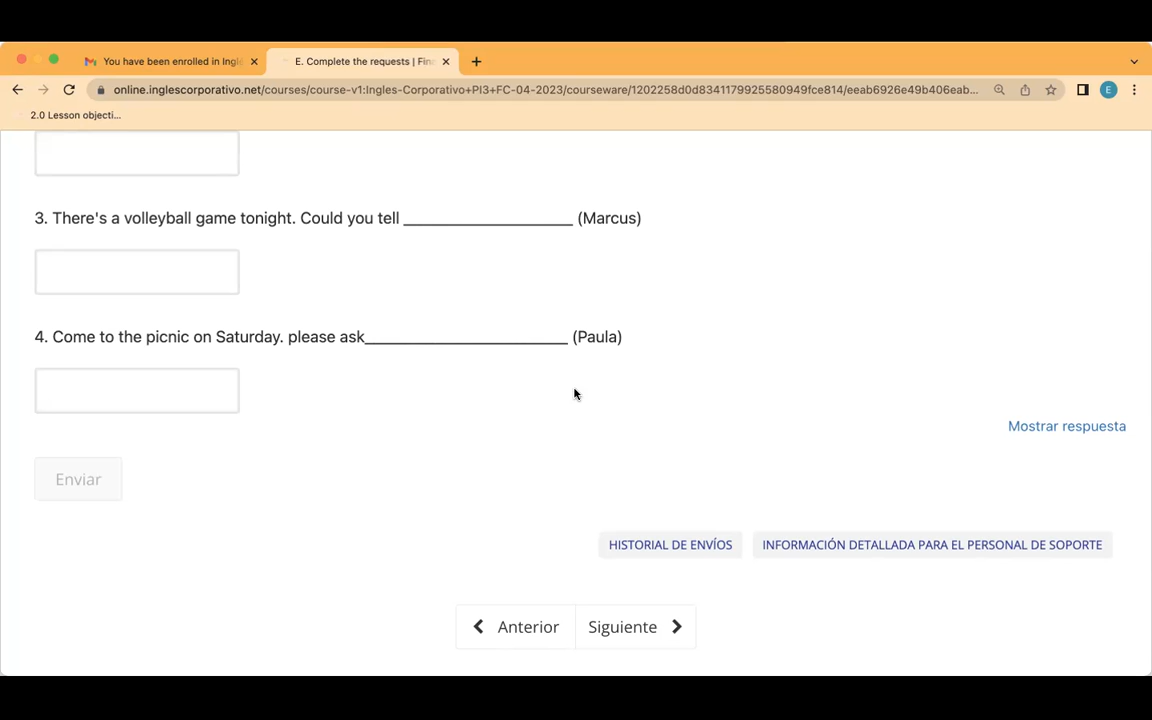 You have been enrolled in Ingl
E. Complete the requests | Fin
online.inglescorporativo.net/courses/course-v1:Ingles-Corporativo+PI3+FC-04-2023/courseware/1202258d0d8341179925580949fce814/eeab6926e49b406eab...
E
2.0 Lesson objecti...
3. There's a volleyball game tonight. Could you tell ____________________ (Marcus)
4. Come to the picnic on Saturday. please ask________________________ (Paula)
Mostrar respuesta
Enviar
HISTORIAL DE ENVÍOS INFORMACIÓN DETALLADA PARA EL PERSONAL DE SOPORTE
Anterior Siguiente